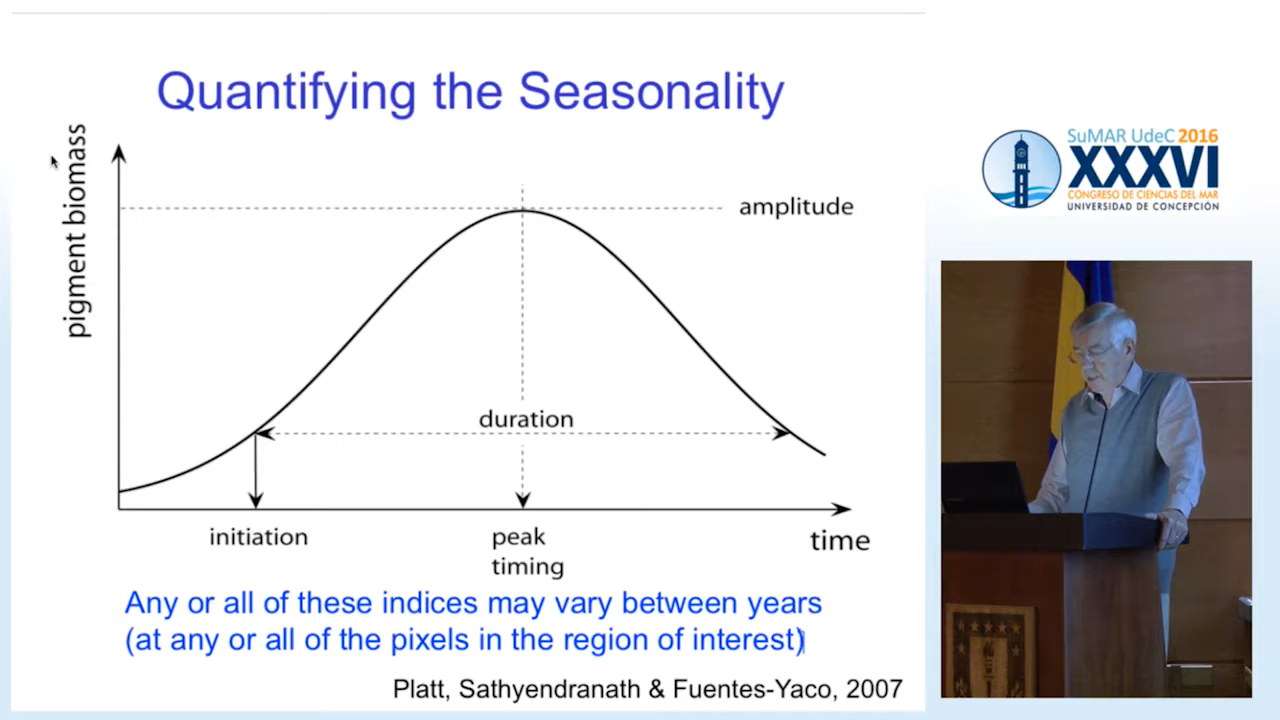 Quantifying the Seasonality
pigment biomass
amplitude
duration
initiation
peak
timing
time
Any or all of these indices may vary between years
(at any or all of the pixels in the region of interest)
Platt, Sathyendranath & Fuentes-Yaco, 2007
SuMAR UdeC 2016
XXXVI
CONGRESO DE CIENCIAS DEL MAR
UNIVERSIDAD DE CONCEPCIÓN